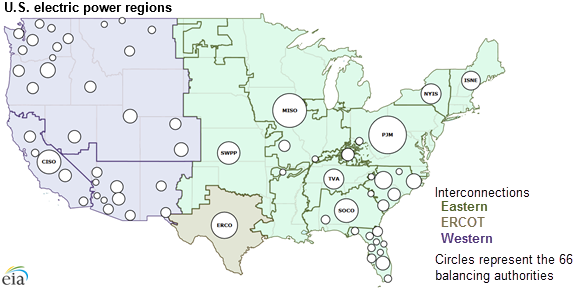 U.S. electric power regions
ISNE
NYIS
MISO
PJM
CISO
SWPP
TVA
SOCO
ERCO
Interconnections
Eastern
ERCOT
Western
Circles represent the 66
balancing authorities
eia